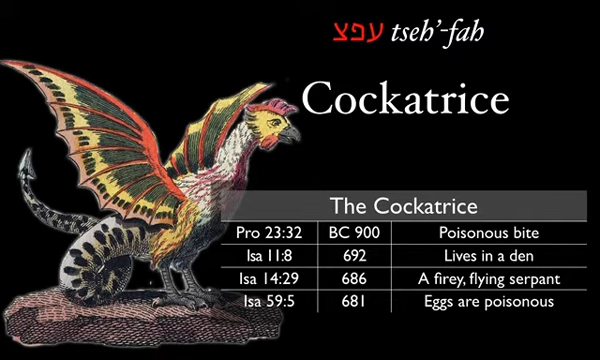 עפצ tseh’-fah
Cockatrice
The Cockatrice
Pro 23:32 BC 900 Poisonous bite
Isa 11:8 692 Lives in a den
Isa 14:29 686 A firey, flying serpant
Isa 59:5 681 Eggs are poisonous